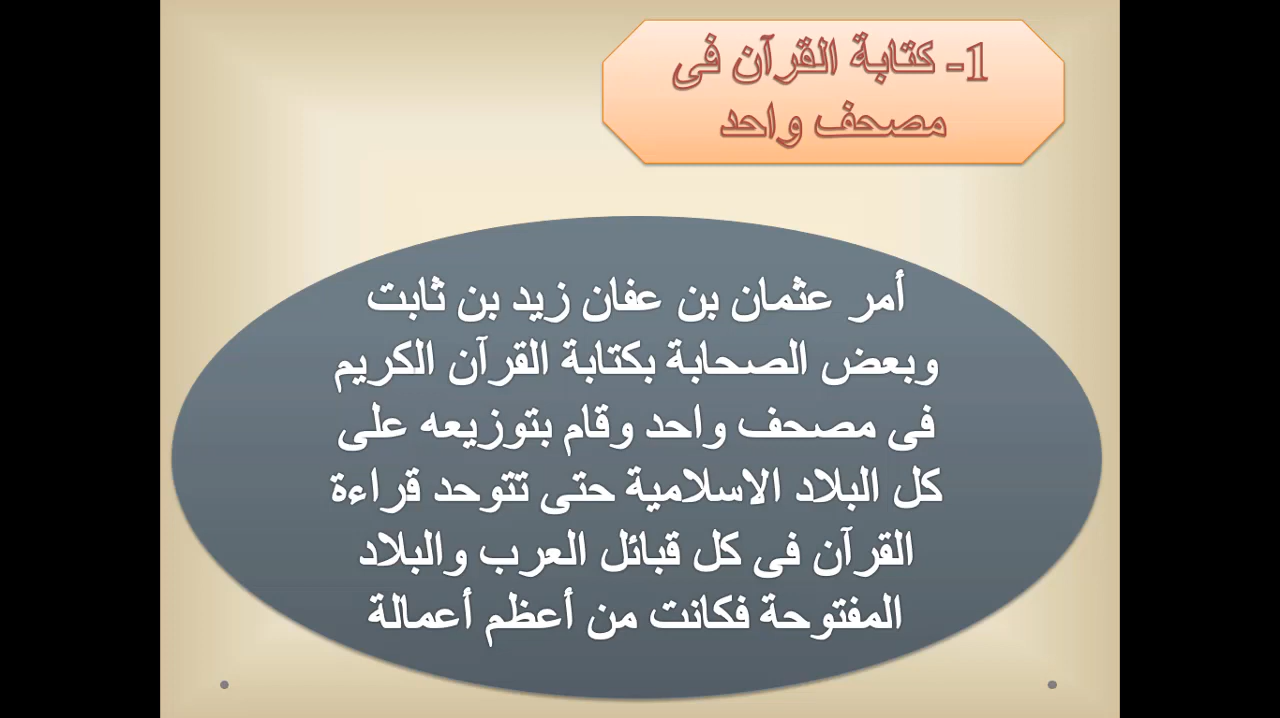 1- كتابة القرآن فى
مصحف واحد
أمر عثمان بن عفان زيد بن ثابت
وبعض الصحابة بكتابة القرآن الكريم
فى مصحف واحد وقام بتوزيعه على
كل البلاد الاسلامية حتى تتوحد قراءة
القرآن فى كل قبائل العرب والبلاد
المفتوحة فكانت من أعظم أعمالة